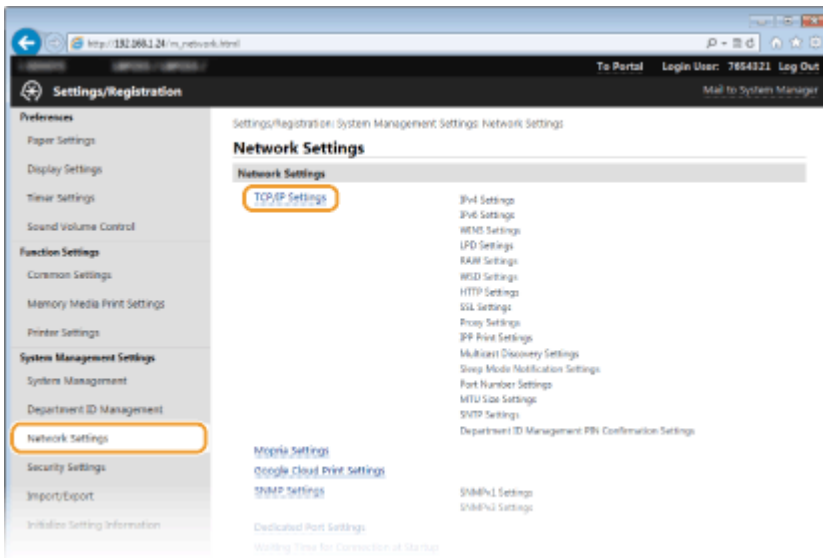 http://192.168.1.24/m_network.html
To Portal Login User: 7654321 Log Out
Settings/Registration
Mail to System Manager
Preferences
Paper Settings
Display Settings
Timer Settings
Sound Volume Control
Function Settings
Common Settings
Memory Media Print Settings
Printer Settings
System Management Settings
System Management
Department ID Management
Network Settings
Security Settings
Import/Export
Initialize Setting Information
Settings/Registration: System Management Settings: Network Settings
Network Settings
Network Settings
TCP/IP Settings
IPv4 Settings
IPv6 Settings
WINS Settings
LPD Settings
RAW Settings
WSD Settings
HTTP Settings
SSL Settings
Proxy Settings
IPP Print Settings
Multicast Discovery Settings
Sleep Mode Notification Settings
Port Number Settings
MTU Size Settings
SNTP Settings
Department ID Management PIN Confirmation Settings
Mopria Settings
Google Cloud Print Settings
SNMP Settings
SNMPv1 Settings
SNMPv3 Settings
Dedicated Port Settings
Waiting Time for Connection at Startup